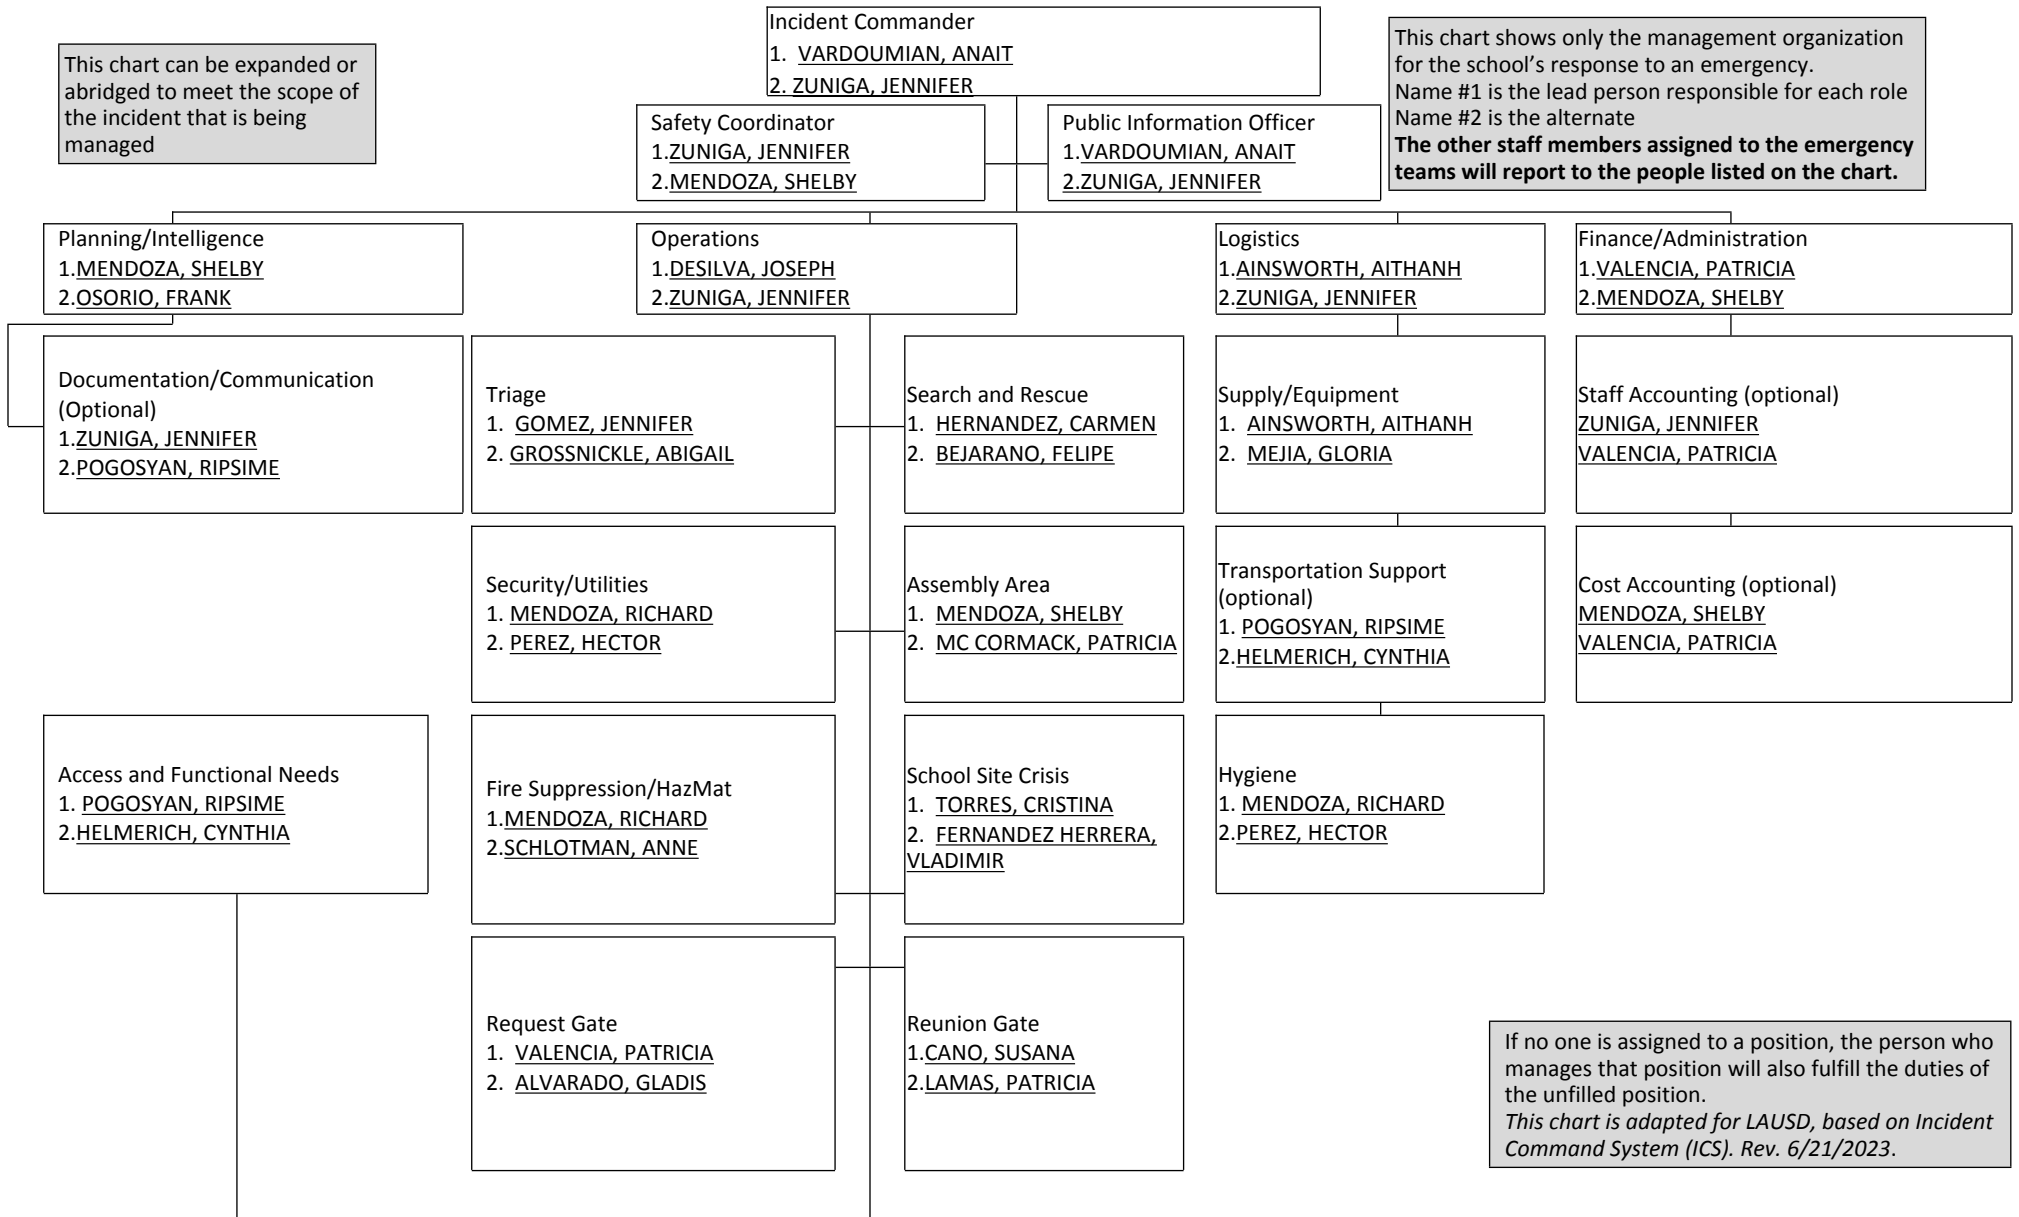 Incident Commander
1. VARDOUMIAN, ANAIT
2. ZUNIGA, JENNIFER
This chart can be expanded or
abridged to meet the scope of
the incident that is being
managed
This chart shows only the management organization
for the school’s response to an emergency.
Name #1 is the lead person responsible for each role
Name #2 is the alternate
The other staff members assigned to the emergency
teams will report to the people listed on the chart.
Safety Coordinator
1.ZUNIGA, JENNIFER
2.MENDOZA, SHELBY
Public Information Officer
1.VARDOUMIAN, ANAIT
2.ZUNIGA, JENNIFER
Planning/Intelligence
1.MENDOZA, SHELBY
2.OSORIO, FRANK
Operations
1.DESILVA, JOSEPH
2.ZUNIGA, JENNIFER
Logistics
1.AINSWORTH, AITHANH
2.ZUNIGA, JENNIFER
Finance/Administration
1.VALENCIA, PATRICIA
2.MENDOZA, SHELBY
Documentation/Communication
(Optional)
1.ZUNIGA, JENNIFER
2.POGOSYAN, RIPSIME
Triage
1. GOMEZ, JENNIFER
2. GROSSNICKLE, ABIGAIL
Search and Rescue
1. HERNANDEZ, CARMEN
2. BEJARANO, FELIPE
Supply/Equipment
1. AINSWORTH, AITHANH
2. MEJIA, GLORIA
Staff Accounting (optional)
ZUNIGA, JENNIFER
VALENCIA, PATRICIA
Security/Utilities
1. MENDOZA, RICHARD
2. PEREZ, HECTOR
Assembly Area
1. MENDOZA, SHELBY
2. MC CORMACK, PATRICIA
Transportation Support
(optional)
1. POGOSYAN, RIPSIME
2.HELMERICH, CYNTHIA
Cost Accounting (optional)
MENDOZA, SHELBY
VALENCIA, PATRICIA
Access and Functional Needs
1. POGOSYAN, RIPSIME
2.HELMERICH, CYNTHIA
Fire Suppression/HazMat
1.MENDOZA, RICHARD
2.SCHLOTMAN, ANNE
School Site Crisis
1. TORRES, CRISTINA
2. FERNANDEZ HERRERA,
VLADIMIR
Hygiene
1. MENDOZA, RICHARD
2.PEREZ, HECTOR
Request Gate
1. VALENCIA, PATRICIA
2. ALVARADO, GLADIS
Reunion Gate
1.CANO, SUSANA
2.LAMAS, PATRICIA
If no one is assigned to a position, the person who
manages that position will also fulfill the duties of
the unfilled position.
This chart is adapted for LAUSD, based on Incident
Command System (ICS). Rev. 6/21/2023.